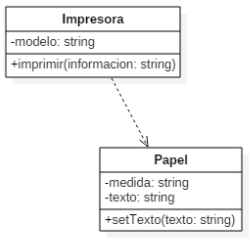 Impresora
-modelo: string
+imprimir(informacion: string)
Papel
-medida: string
-texto: string
+setTexto(texto: string)